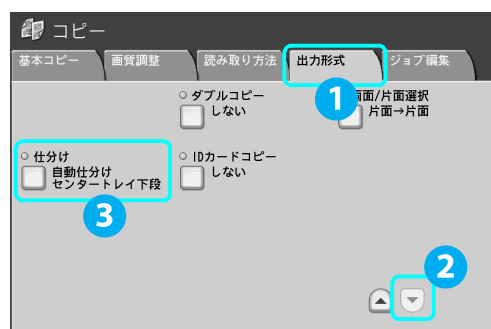 コピー
基本コピー 画質調整 読み取り方法 出力形式 ジョブ編集
ダブルコピー
しない
1
面/片面選択
片面→片面
仕分け
自動仕分け
センタートレイ下段
IDカードコピー
しない
3
2